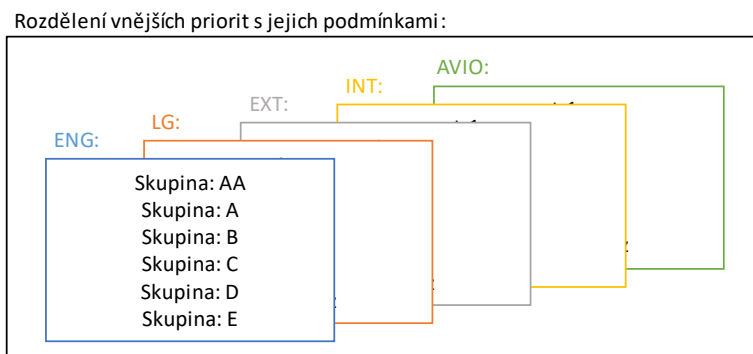 Rozdělení vnějších priorit s jejich podmínkami:
AVIO:
INT:
EXT:
LG:
ENG:
Skupina: AA
Skupina: A
Skupina: B
Skupina: C
Skupina: D
Skupina: E